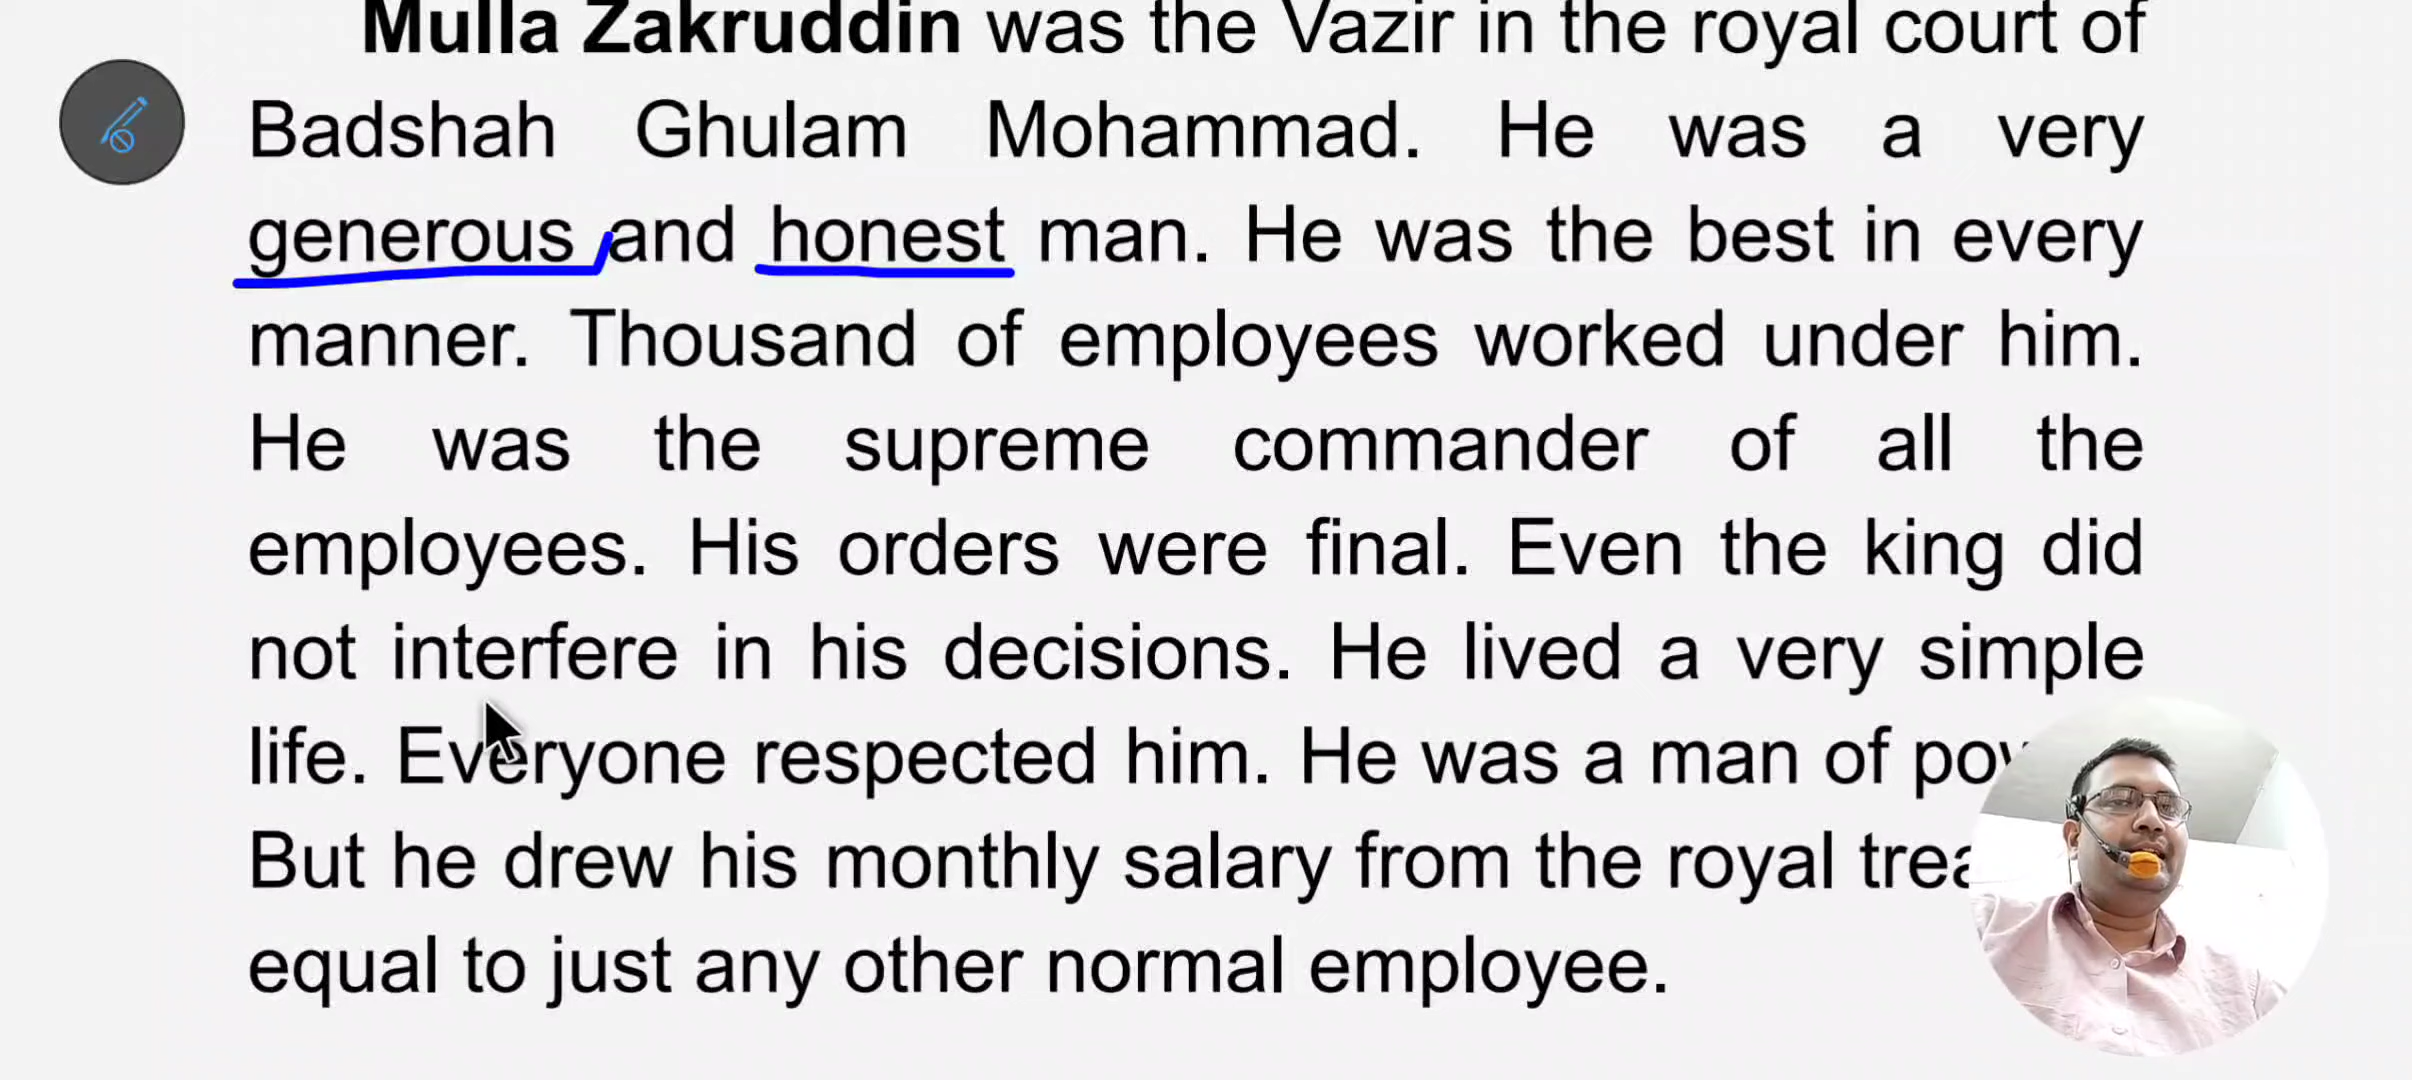 Mulla Zakruddin was the Vazir in the royal court of
Badshah Ghulam Mohammad. He was a very
generous and honest man. He was the best in every
manner. Thousand of employees worked under him.
He was the supreme commander of all the
employees. His orders were final. Even the king did
not interfere in his decisions. He lived a very simple
life. Everyone respected him. He was a man of
But he drew his monthly salary from the royal
equal to just any other normal employee.